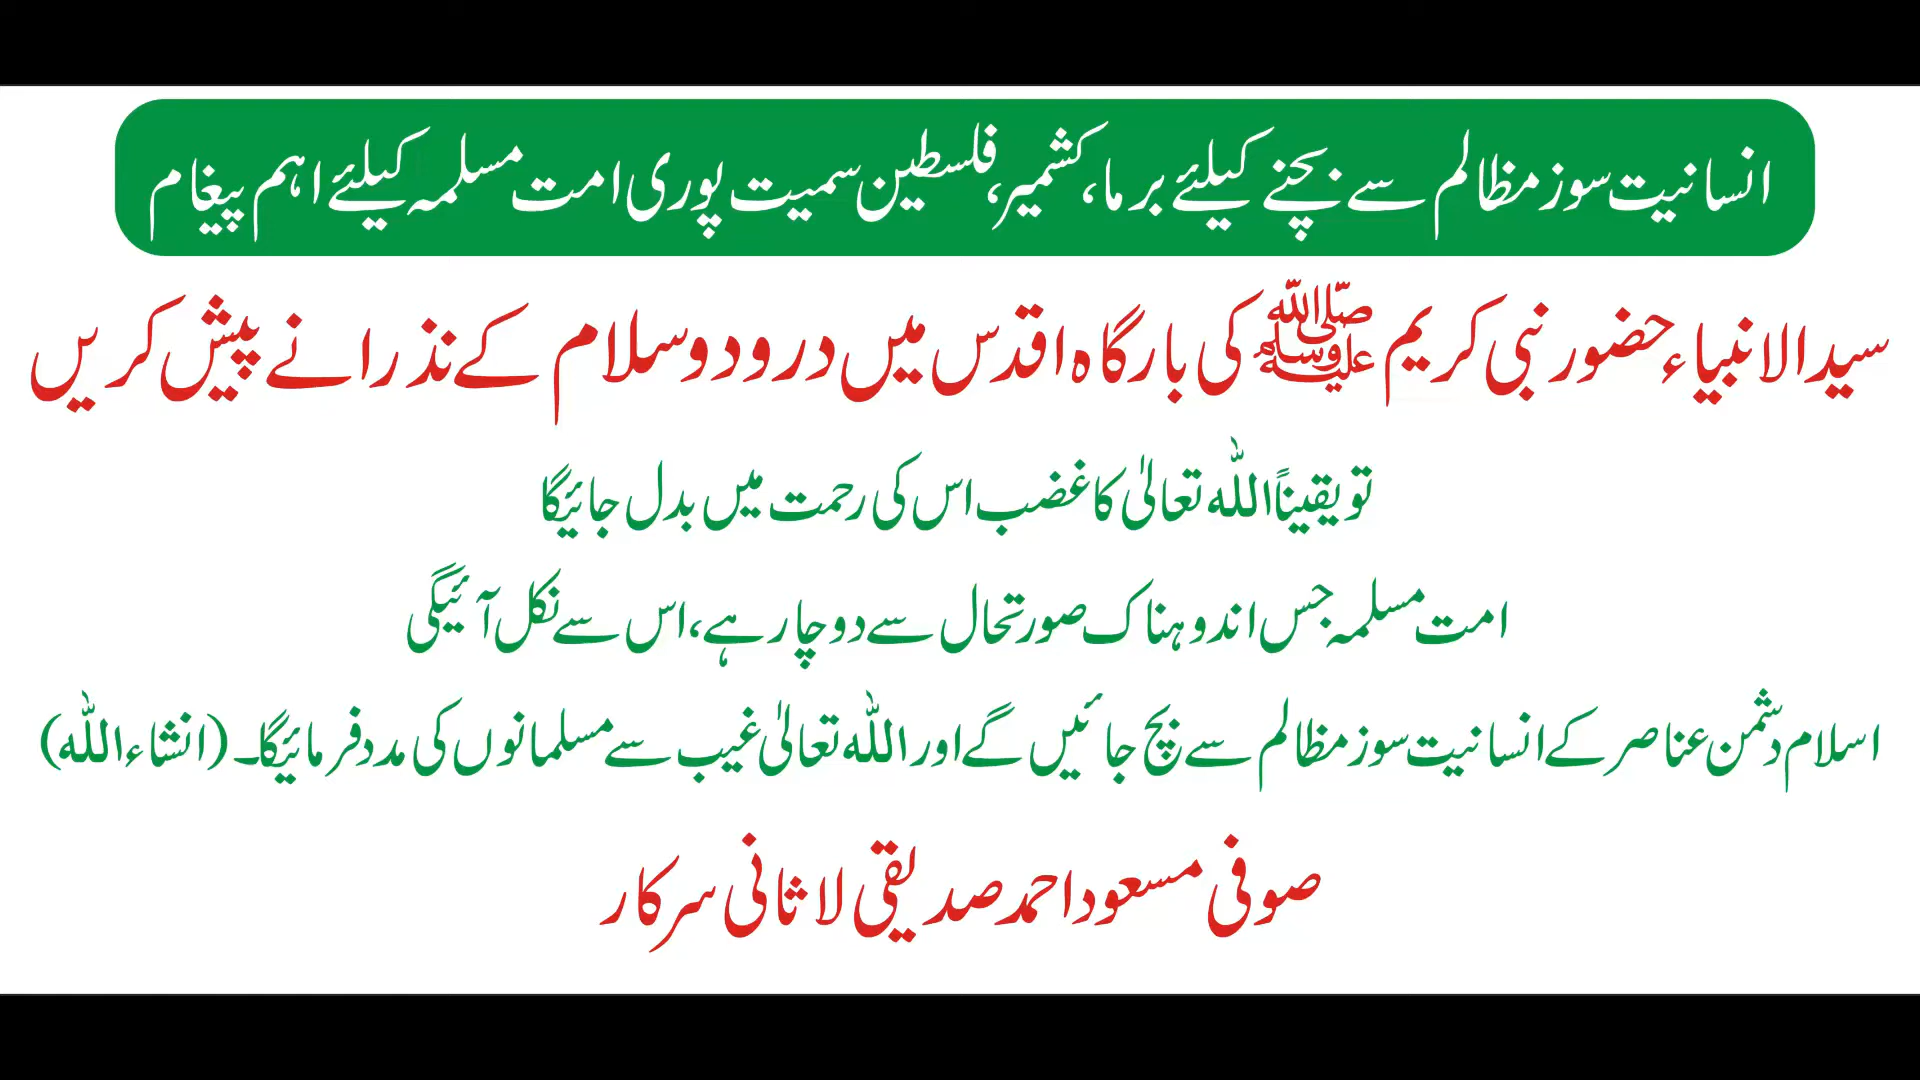 انسانیت سوز مظالم سے بچنے کیلئے برما، کشمیر، فلسطین سمیت پوری امت مسلمہ کیلئے اہم پیغام
سید الانبیاء حضور نبی کریم ﷺ کی بارگاہ اقدس میں درود و سلام کے نذرانے پیش کریں
تو یقیناً اللہ تعالیٰ کا غضب اس کی رحمت میں بدل جائیگا
امت مسلمہ جس اندوہناک صورتحال سے دوچار ہے، اس سے نکل آئیگی
اسلام دشمن عناصر کے انسانیت سوز مظالم سے بچ جائیں گے اور اللہ تعالیٰ غیب سے مسلمانوں کی مدد فرمائیگا۔ (انشاء اللہ)
صوفی مسعود احمد صدیقی لاثانی سرکار